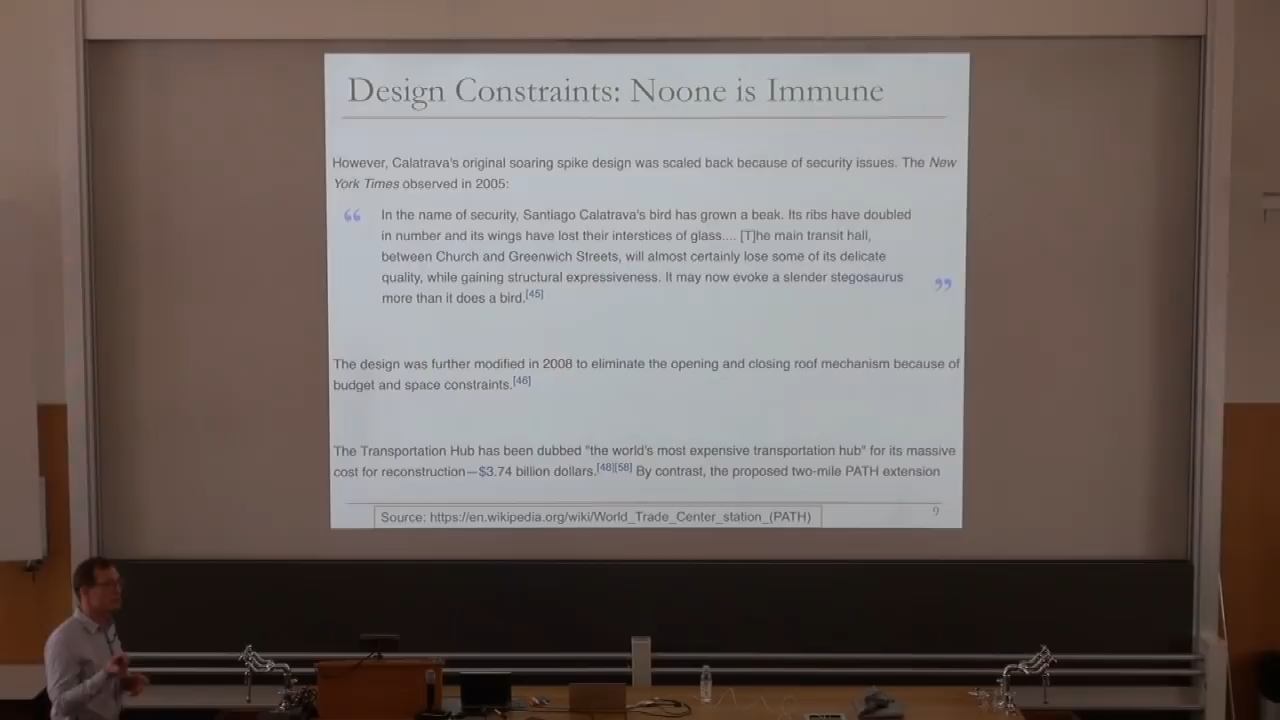 Design Constraints: Noone is Immune
However, Calatrava's original soaring spike design was scaled back because of security issues. The New
York Times observed in 2005:
“ In the name of security, Santiago Calatrava's bird has grown a beak. Its ribs have doubled
in number and its wings have lost their interstices of glass.... [T]he main transit hall,
between Church and Greenwich Streets, will almost certainly lose some of its delicate
quality, while gaining structural expressiveness. It may now evoke a slender stegosaurus
more than it does a bird.[45] ”
The design was further modified in 2008 to eliminate the opening and closing roof mechanism because of
budget and space constraints.[46]
The Transportation Hub has been dubbed "the world's most expensive transportation hub" for its massive
cost for reconstruction—$3.74 billion dollars.[48][58] By contrast, the proposed two-mile PATH extension
Source: https://en.wikipedia.org/wiki/World_Trade_Center_station_(PATH)
9